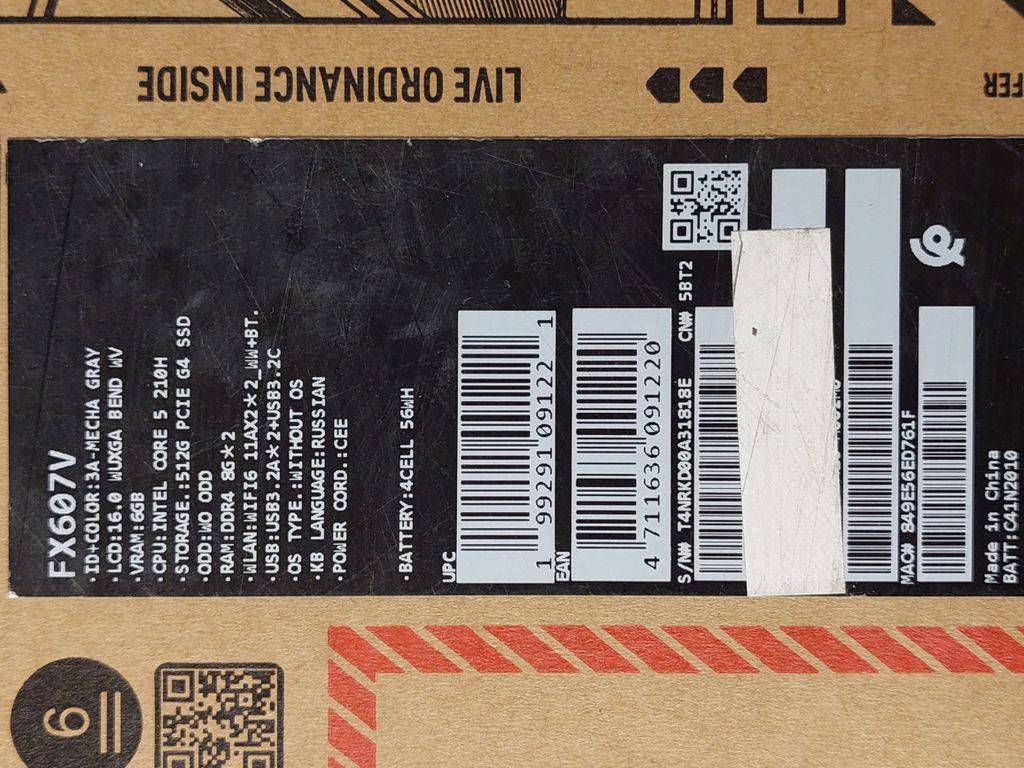 LIVE ORDINANCE INSIDE
FER
FX607V
·ID+COLOR:3A-MECHA GRAY
·LCD:16.0 WUXGA BEND WV
·VRAM:6GB
·CPU:INTEL CORE 5 210H
·STORAGE.:512G PCIE G4 SSD
·ODD:WO ODD
·RAM:DDR4 8G*2
·WLAN:WIFI6 11AX2*2_WW+BT.
·USB:USB3.2A*2+USB3.2C
·OS TYPE.:WITHOUT OS
·KB LANGUAGE:RUSSIAN
·POWER CORD.:CEE
·BATTERY:4CELL 56WH
UPC
1 99291 09122 1
EAN
4 711636 091220
S/N# T4NRKD00A31818E CN# 5BT2
MAC# 849E56ED761F
Made in China
BATT:C41N2010
6